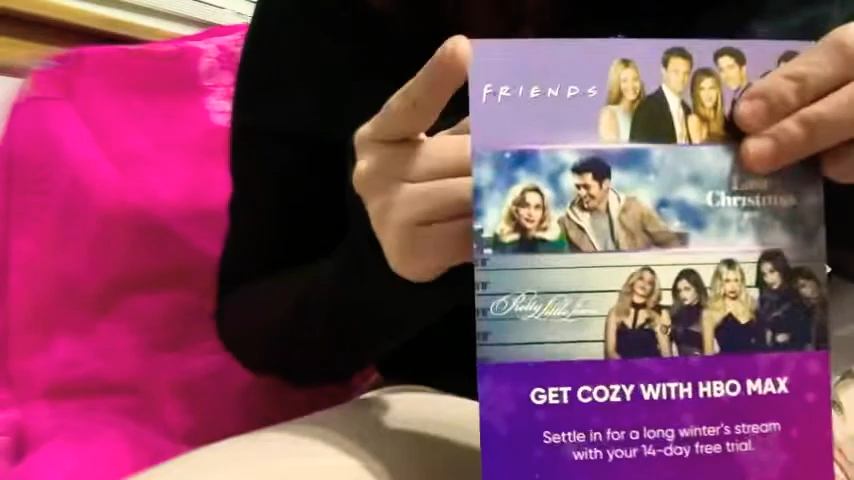 FRIENDS
Last
Christmas
Pretty Little Liars
GET COZY WITH HBO MAX
Settle in for a long winter's stream
with your 14-day free trial.